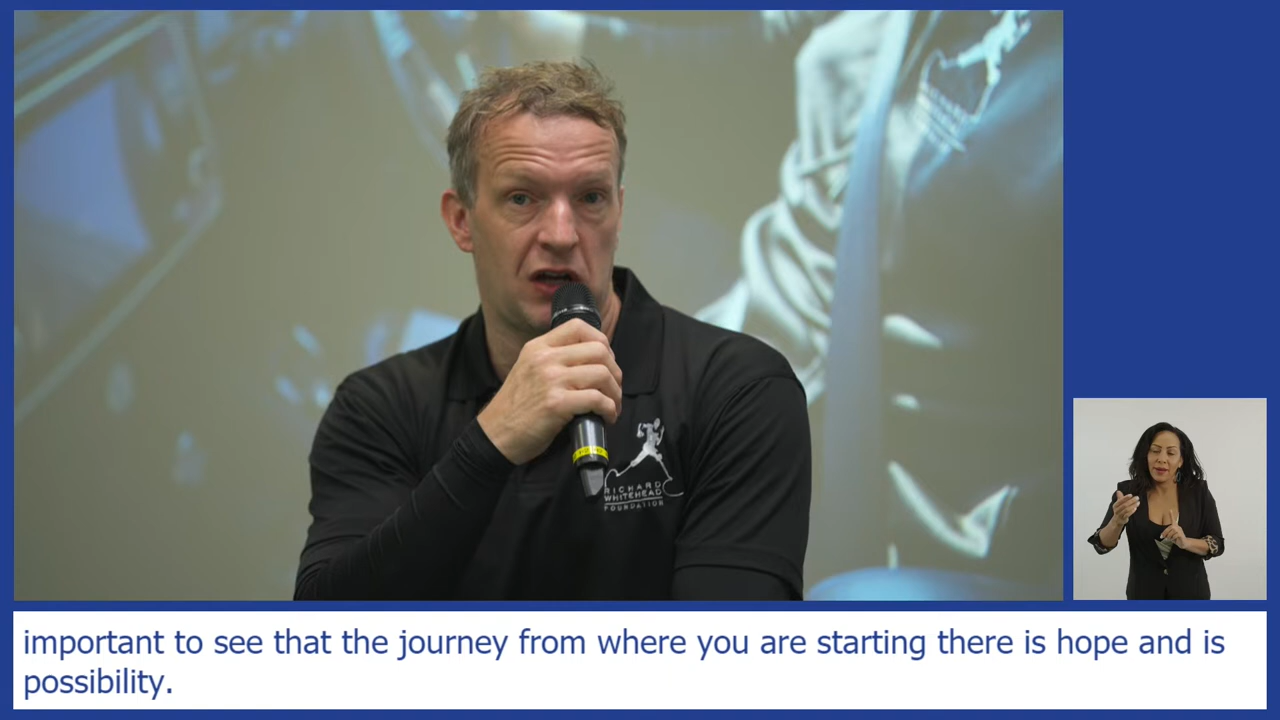 RICHARD
WHITEHEAD
FOUNDATION
important to see that the journey from where you are starting there is hope and is
possibility.